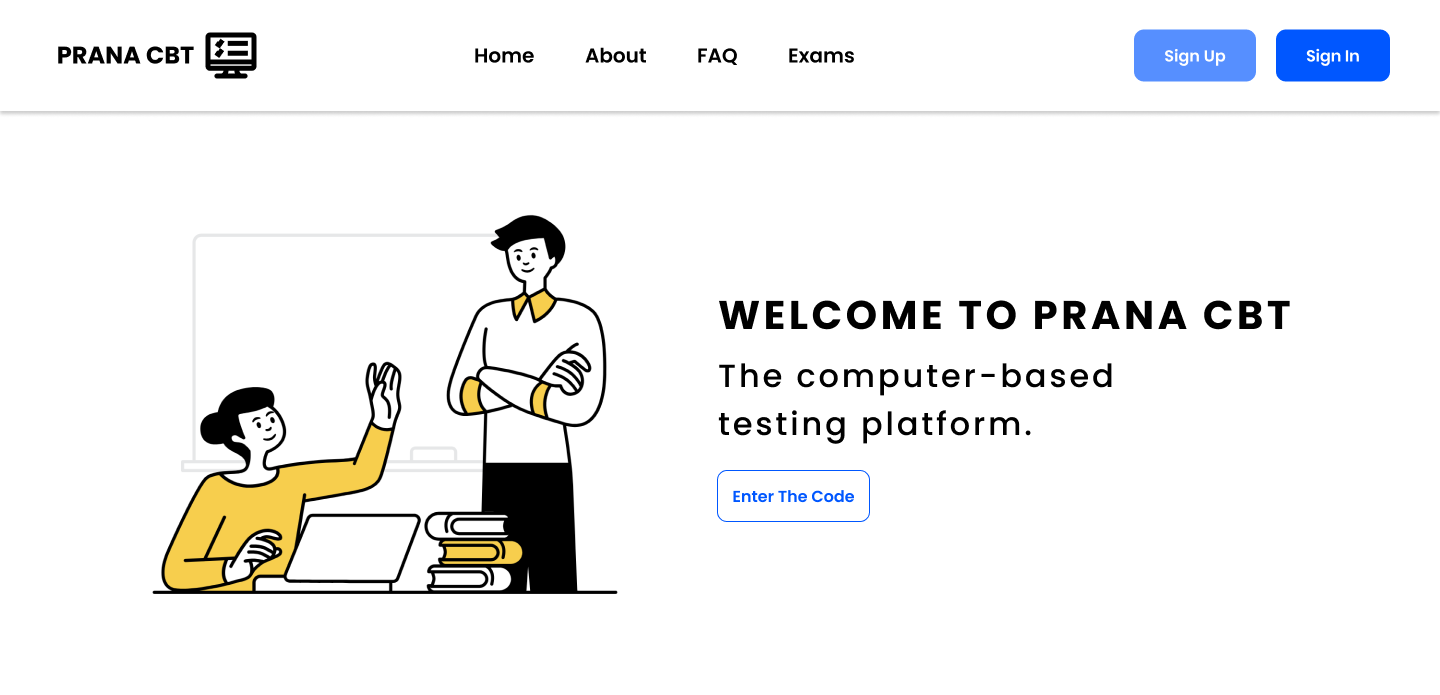 PRANA CBT
Home About FAQ Exams
Sign Up Sign In
WELCOME TO PRANA CBT
The computer-based
testing platform.
Enter The Code